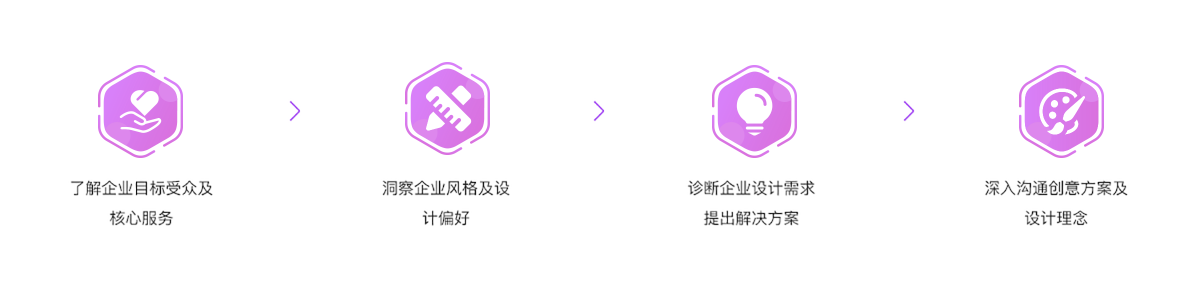 了解企业目标受众及
核心服务
洞察企业风格及设
计偏好
诊断企业设计需求
提出解决方案
深入沟通创意方案及
设计理念